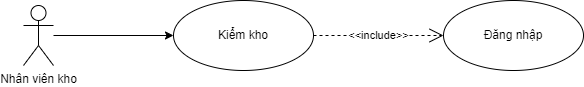 Kiểm kho
<<include>>
Đăng nhập
Nhân viên kho